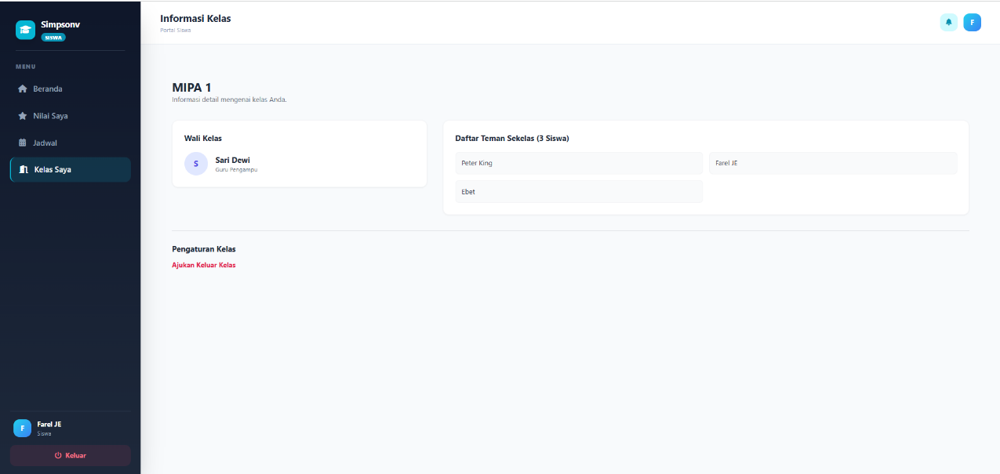 Simpsonv
SISWA
MENU
Beranda
Nilai Saya
Jadwal
Kelas Saya
Farel JE
F
Siswa
Keluar
Informasi Kelas
Portal Siswa
F
MIPA 1
Informasi detail mengenai kelas Anda.
Wali Kelas
S
Sari Dewi
Guru Pengampu
Daftar Teman Sekelas (3 Siswa)
Peter King
Farel JE
Ebet
Pengaturan Kelas
Ajukan Keluar Kelas